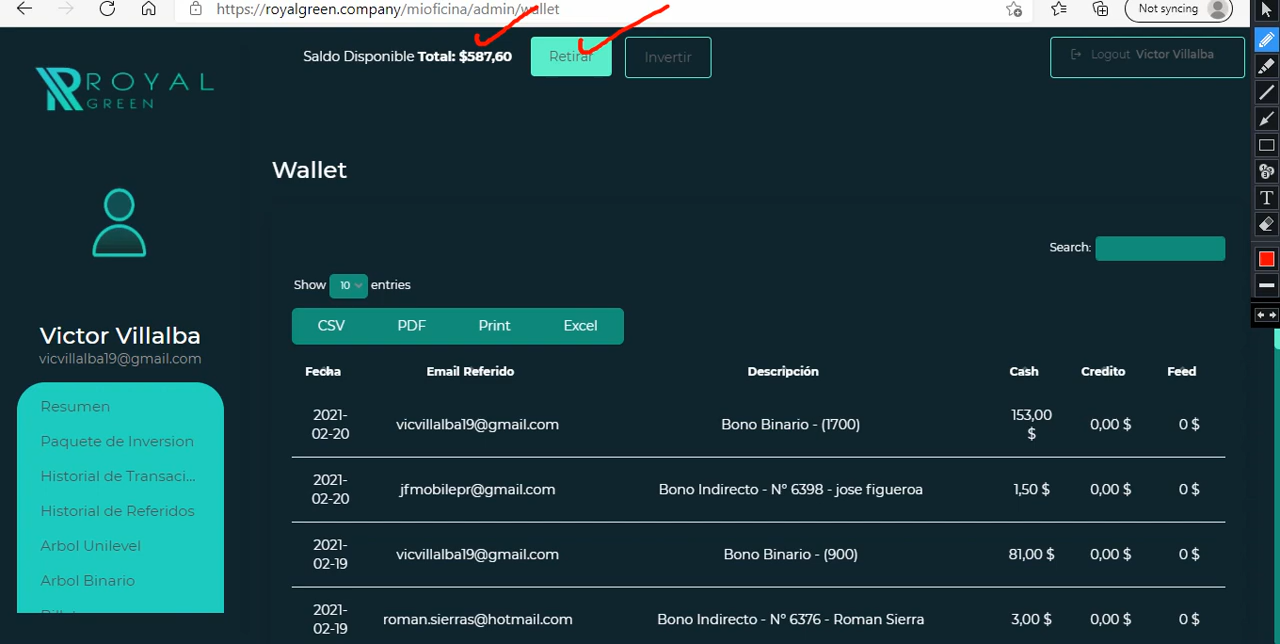 https://royalgreen.company/mioficina/admin/wallet
Not syncing
Saldo Disponible Total: $587,60
Retirar
Invertir
Logout Victor Villalba
ROYAL
GREEN
Wallet
Search:
Show 10 entries
CSV PDF Print Excel
Victor Villalba
vicvillalba19@gmail.com
Resumen
Paquete de Inversion
Historial de Transaci...
Historial de Referidos
Arbol Unilevel
Arbol Binario
Fecha Email Referido Descripción Cash Credito Feed
2021-02-20 vicvillalba19@gmail.com Bono Binario - (1700) 153,00 $ 0,00 $ 0 $
2021-02-20 jfmobilepr@gmail.com Bono Indirecto - N° 6398 - jose figueroa 1,50 $ 0,00 $ 0 $
2021-02-19 vicvillalba19@gmail.com Bono Binario - (900) 81,00 $ 0,00 $ 0 $
2021-02-19 roman.sierras@hotmail.com Bono Indirecto - N° 6376 - Roman Sierra 3,00 $ 0,00 $ 0 $
T